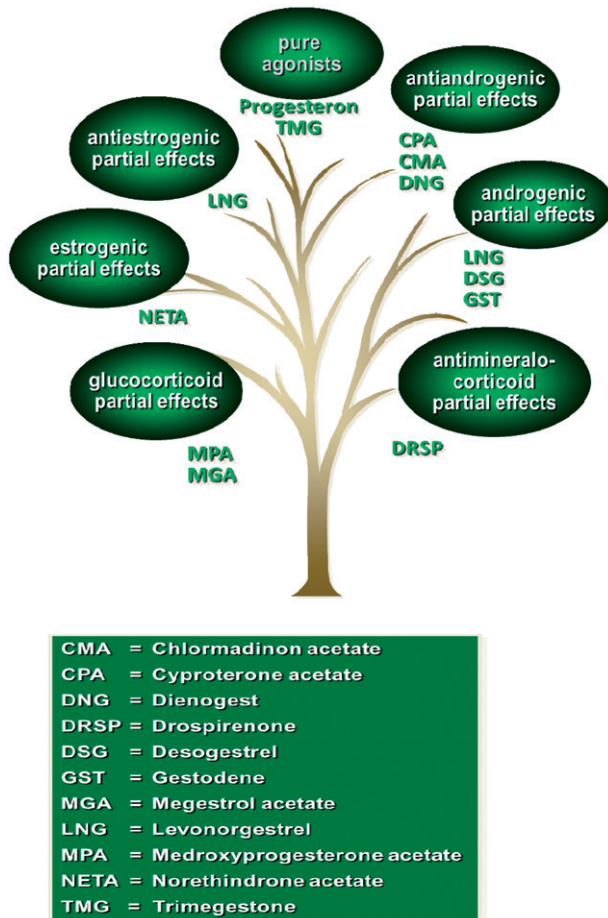 pure
agonists
Progesteron
TMG
antiandrogenic
partial effects
CPA
CMA
DNG
antiestrogenic
partial effects
LNG
androgenic
partial effects
LNG
DSG
GST
estrogenic
partial effects
NETA
antimineralo-
corticoid
partial effects
DRSP
glucocorticoid
partial effects
MPA
MGA
CMA = Chlormadinon acetate
CPA = Cyproterone acetate
DNG = Dienogest
DRSP = Drospirenone
DSG = Desogestrel
GST = Gestodene
MGA = Megestrol acetate
LNG = Levonorgestrel
MPA = Medroxyprogesterone acetate
NETA = Norethindrone acetate
TMG = Trimegestone